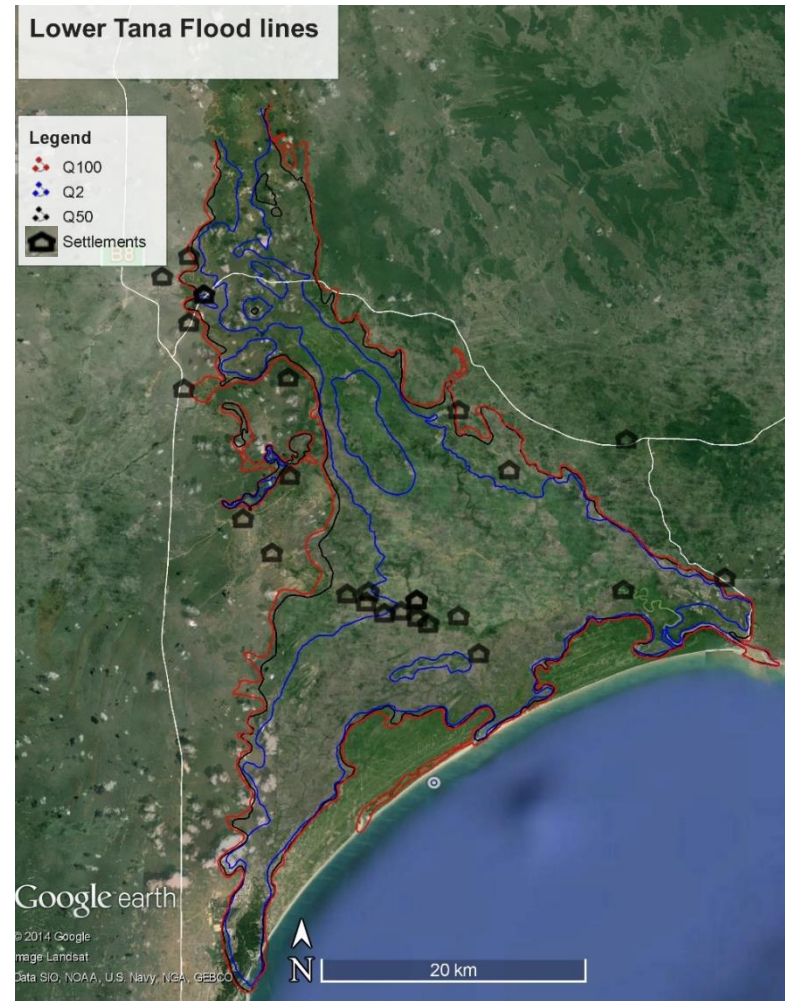 Lower Tana Flood lines
Legend
Q100
Q2
Q50
Settlements
B8
Google earth
© 2014 Google
Image Landsat
Data SIO, NOAA, U.S. Navy, NGA, GEBCO
N
20 km